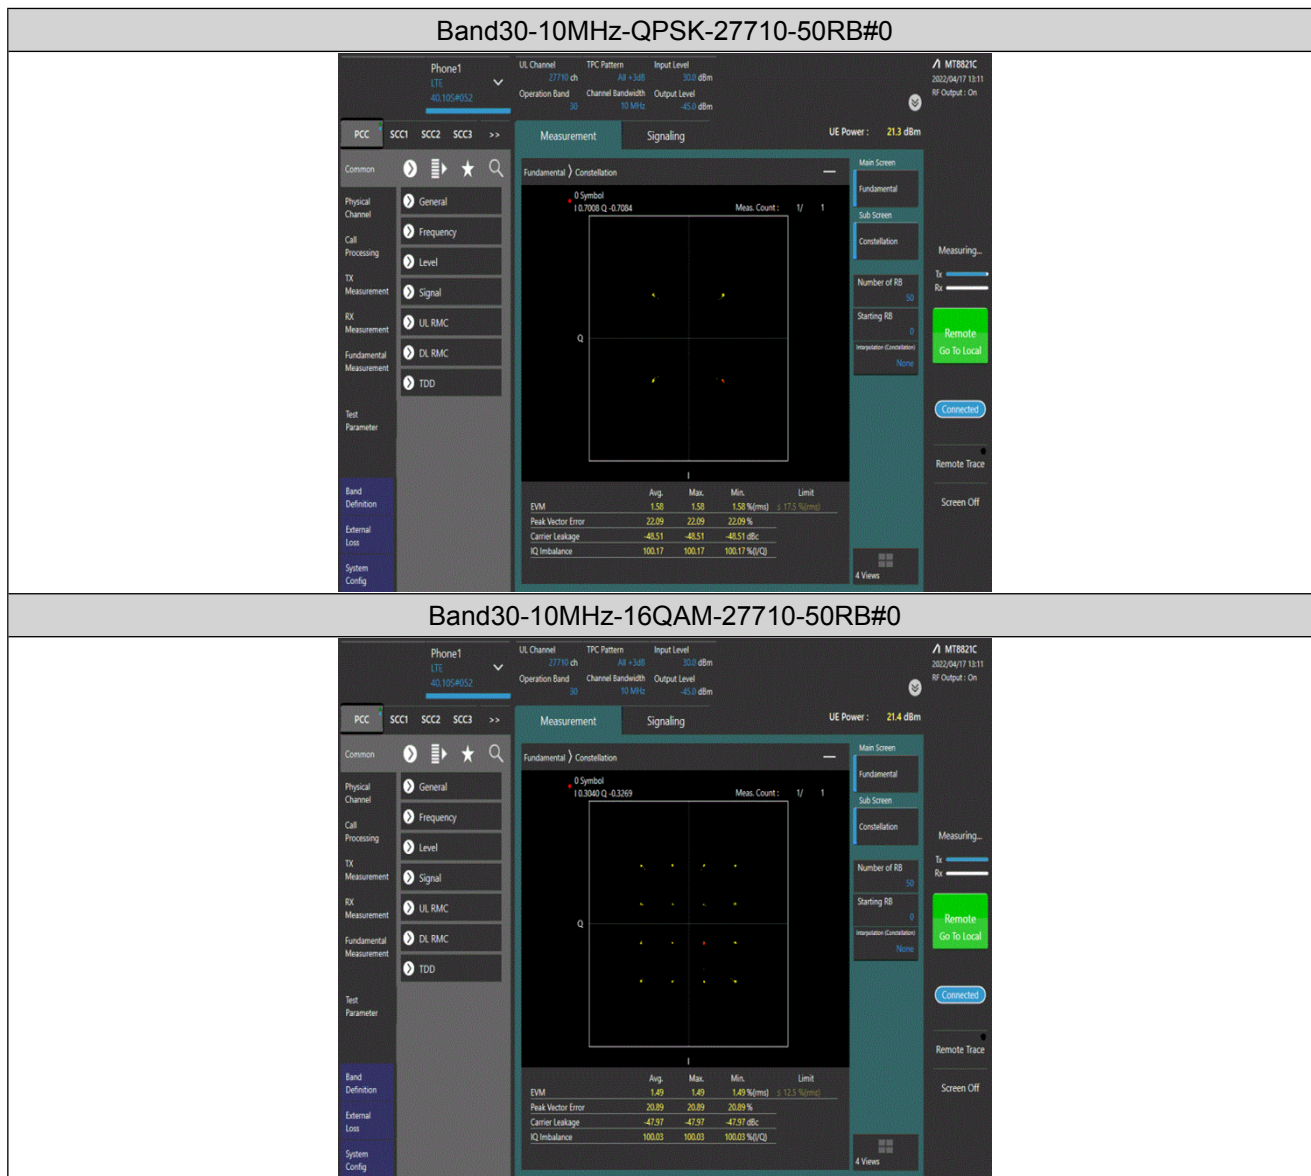 Band30-10MHz-QPSK-27710-50RB#0
Phone1
LTE
40.105#052
UL Channel TPC Pattern Input Level
27710 ch All +3dB 30.0 dBm
Operation Band Channel Bandwidth Output Level
30 10 MHz -45.0 dBm
MT8821C
2022/04/17 13:11
RF Output : On
PCC SCC1 SCC2 SCC3 >>
Measurement Signaling
UE Power : 21.3 dBm
Common
Physical Channel
Call Processing
TX Measurement
RX Measurement
Fundamental Measurement
Test Parameter
Band Definition
External Loss
System Config
General
Frequency
Level
Signal
UL RMC
DL RMC
TDD
Fundamental 〉 Constellation
0 Symbol
I 0.7008 Q -0.7084 Meas. Count : 1/ 1
Q
I
Avg. Max. Min. Limit
EVM 1.58 1.58 1.58 %(rms) ≤ 17.5 %(rms)
Peak Vector Error 22.09 22.09 22.09 %
Carrier Leakage -48.51 -48.51 -48.51 dBc
IQ Imbalance 100.17 100.17 100.17 %(I/Q)
Main Screen
Fundamental
Sub Screen
Constellation
Number of RB
50
Starting RB
0
Interpolation (Constellation)
None
4 Views
Measuring...
Tx
Rx
Remote
Go To Local
Connected
Remote Trace
Screen Off
Band30-10MHz-16QAM-27710-50RB#0
Phone1
LTE
40.105#052
UL Channel TPC Pattern Input Level
27710 ch All +3dB 30.0 dBm
Operation Band Channel Bandwidth Output Level
30 10 MHz -45.0 dBm
MT8821C
2022/04/17 13:11
RF Output : On
PCC SCC1 SCC2 SCC3 >>
Measurement Signaling
UE Power : 21.4 dBm
Common
Physical Channel
Call Processing
TX Measurement
RX Measurement
Fundamental Measurement
Test Parameter
Band Definition
External Loss
System Config
General
Frequency
Level
Signal
UL RMC
DL RMC
TDD
Fundamental 〉 Constellation
0 Symbol
I 0.3040 Q -0.3269 Meas. Count : 1/ 1
Q
I
Avg. Max. Min. Limit
EVM 1.49 1.49 1.49 %(rms) ≤ 12.5 %(rms)
Peak Vector Error 20.89 20.89 20.89 %
Carrier Leakage -47.97 -47.97 -47.97 dBc
IQ Imbalance 100.03 100.03 100.03 %(I/Q)
Main Screen
Fundamental
Sub Screen
Constellation
Number of RB
50
Starting RB
0
Interpolation (Constellation)
None
4 Views
Measuring...
Tx
Rx
Remote
Go To Local
Connected
Remote Trace
Screen Off